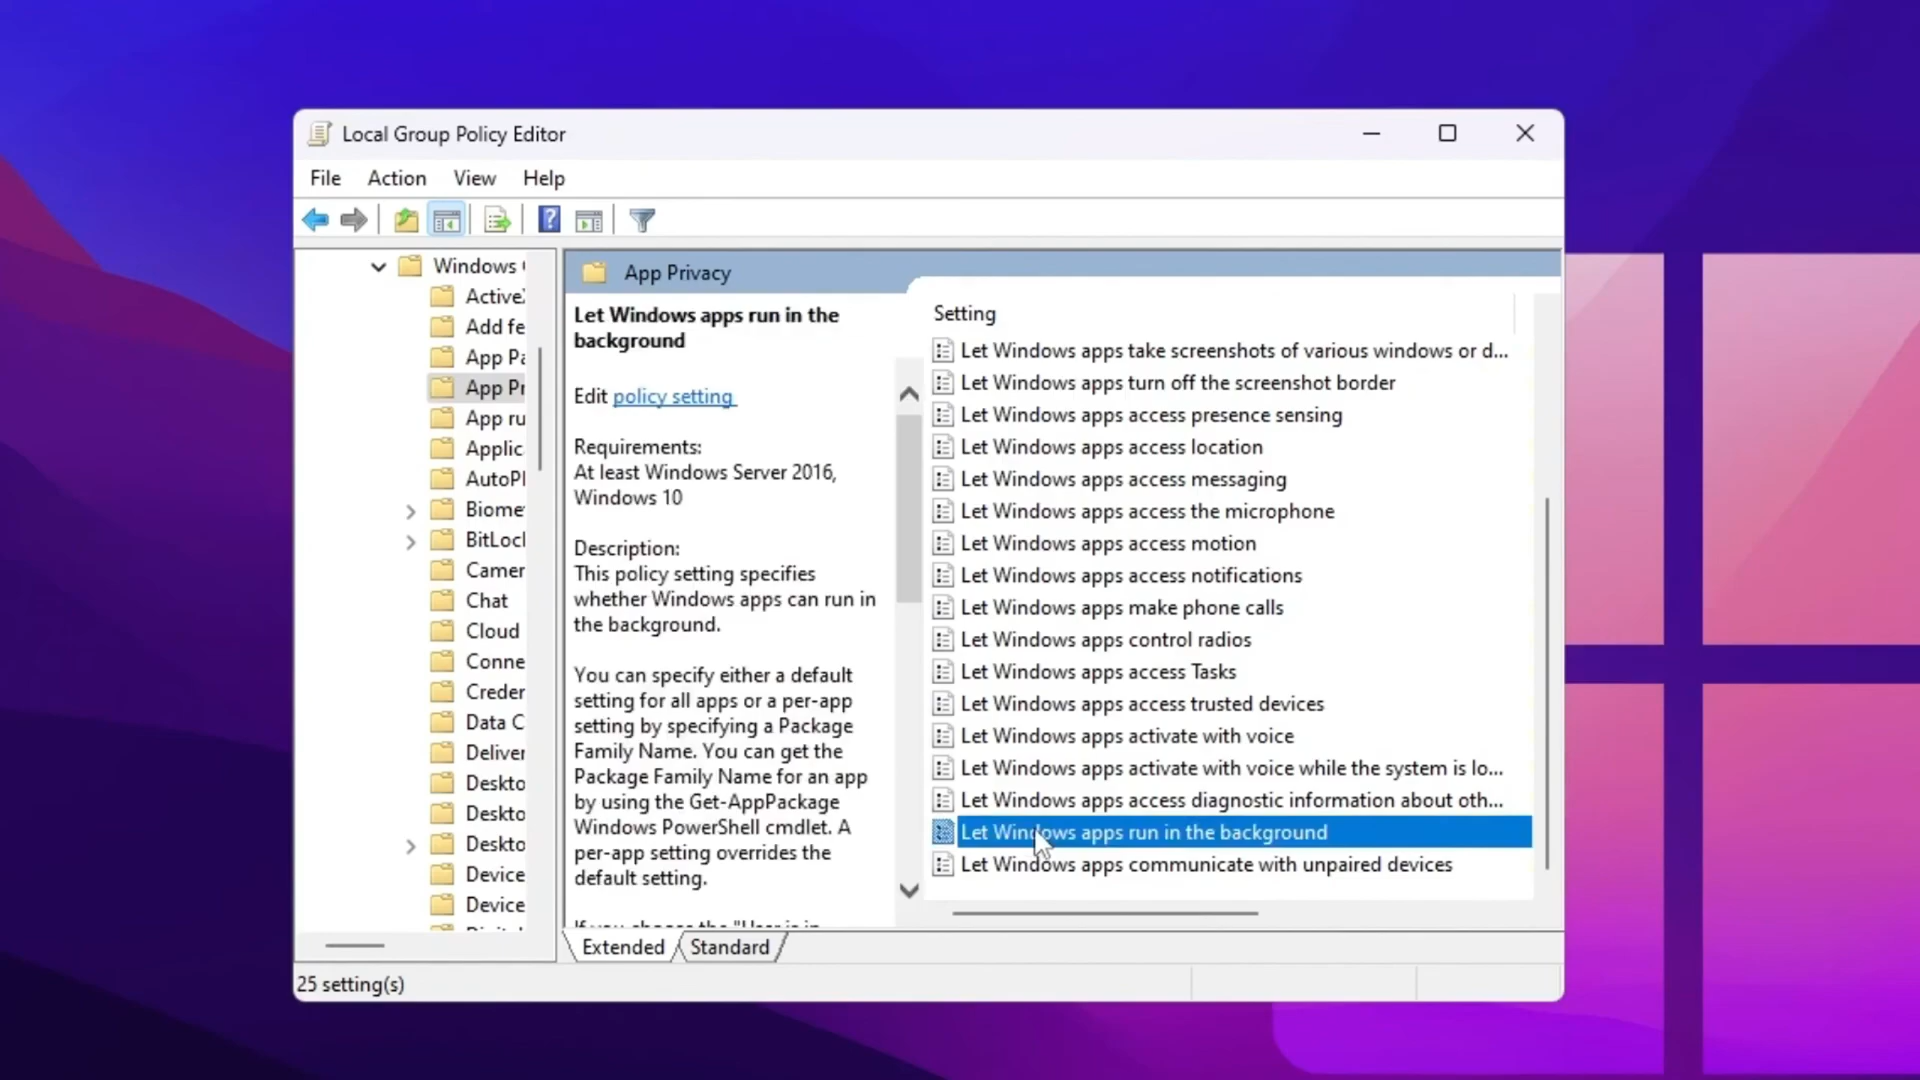 Local Group Policy Editor
File Action View Help
Windows
Active
Add fe
App Pa
App Pr
App ru
Applic
AutoPl
Biome
BitLoc
Camer
Chat
Cloud
Conne
Creder
Data C
Deliver
Deskto
Deskto
Deskto
Device
Device
App Privacy
Let Windows apps run in the
background
Edit policy setting
Requirements:
At least Windows Server 2016,
Windows 10
Description:
This policy setting specifies
whether Windows apps can run in
the background.
You can specify either a default
setting for all apps or a per-app
setting by specifying a Package
Family Name. You can get the
Package Family Name for an app
by using the Get-AppPackage
Windows PowerShell cmdlet. A
per-app setting overrides the
default setting.
If you choose the "User is in
Setting
Let Windows apps take screenshots of various windows or d...
Let Windows apps turn off the screenshot border
Let Windows apps access presence sensing
Let Windows apps access location
Let Windows apps access messaging
Let Windows apps access the microphone
Let Windows apps access motion
Let Windows apps access notifications
Let Windows apps make phone calls
Let Windows apps control radios
Let Windows apps access Tasks
Let Windows apps access trusted devices
Let Windows apps activate with voice
Let Windows apps activate with voice while the system is lo...
Let Windows apps access diagnostic information about oth...
Let Windows apps run in the background
Let Windows apps communicate with unpaired devices
Extended Standard
25 setting(s)